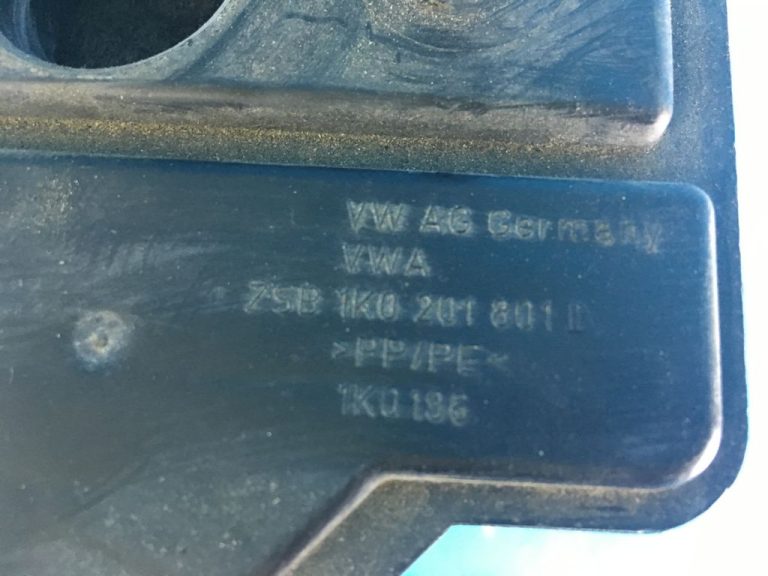 VW AG Germany
VWA
ZSB 1K0 201 801
>PP/PE<
1K0 186